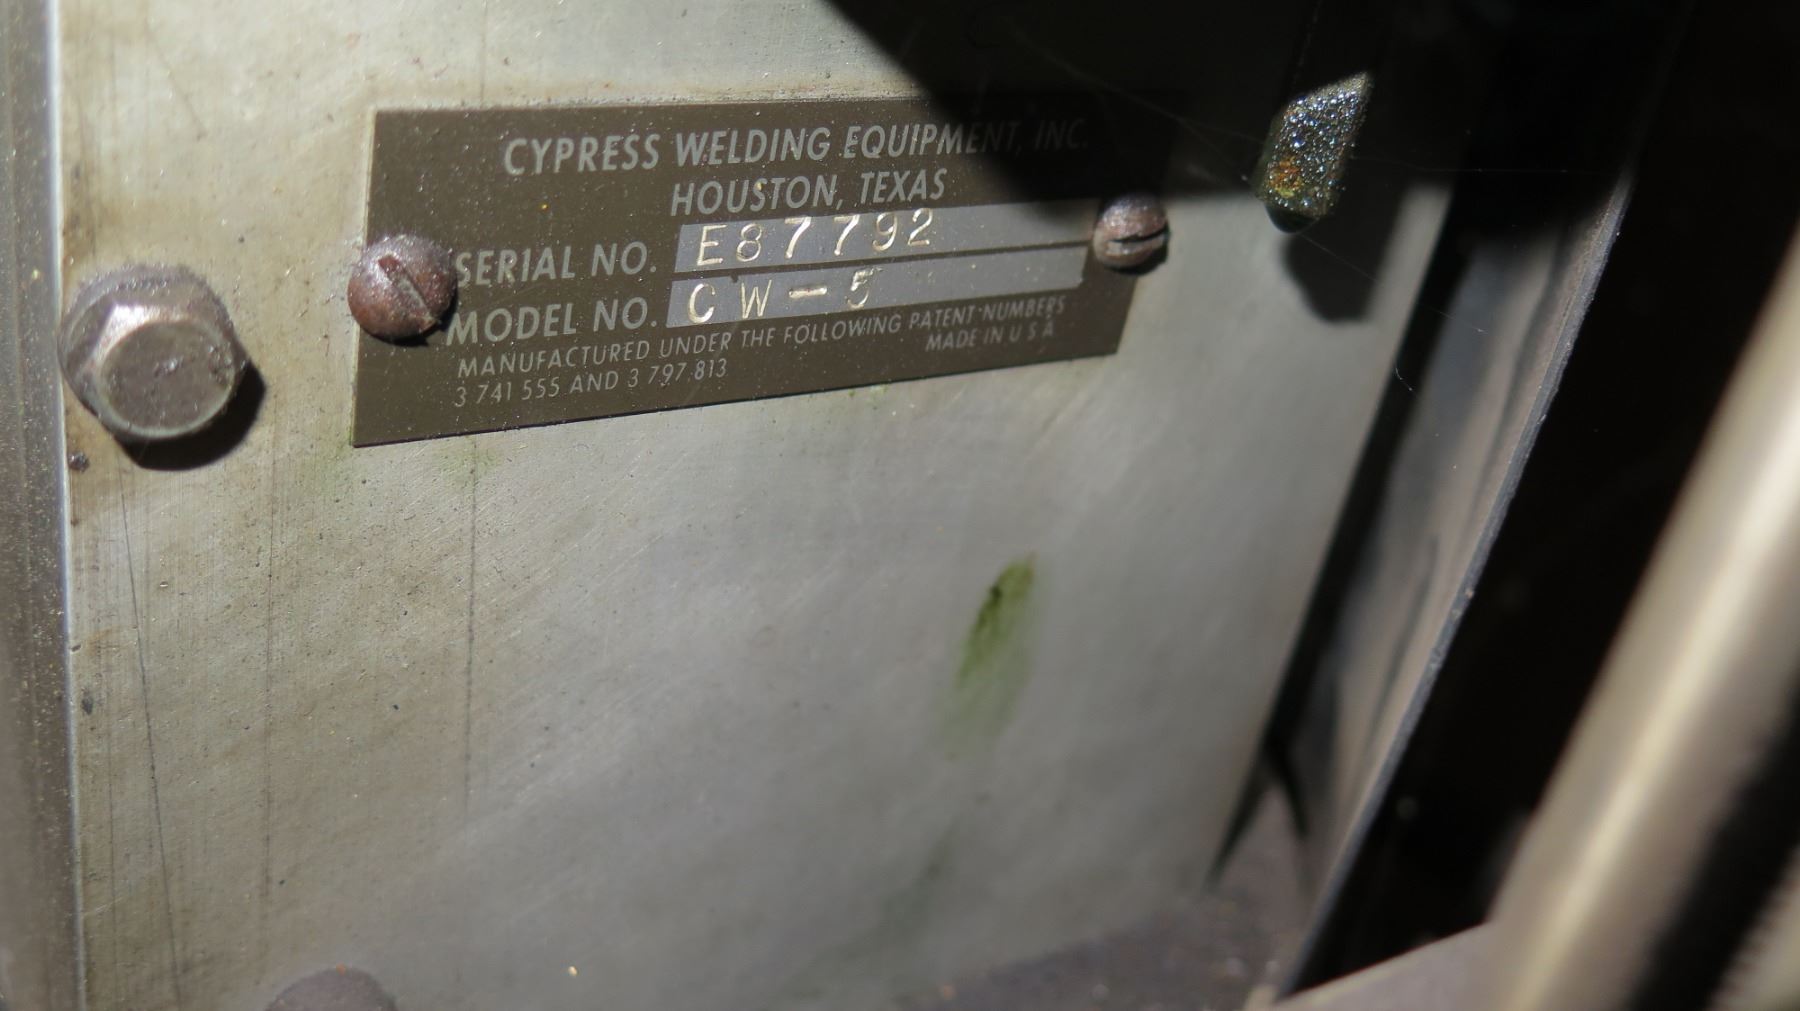 CYPRESS WELDING EQUIPMENT, INC.
HOUSTON, TEXAS
SERIAL NO. E87792
MODEL NO. CW-5
MANUFACTURED UNDER THE FOLLOWING PATENT NUMBERS
3 741 555 AND 3 797 813 MADE IN U S A